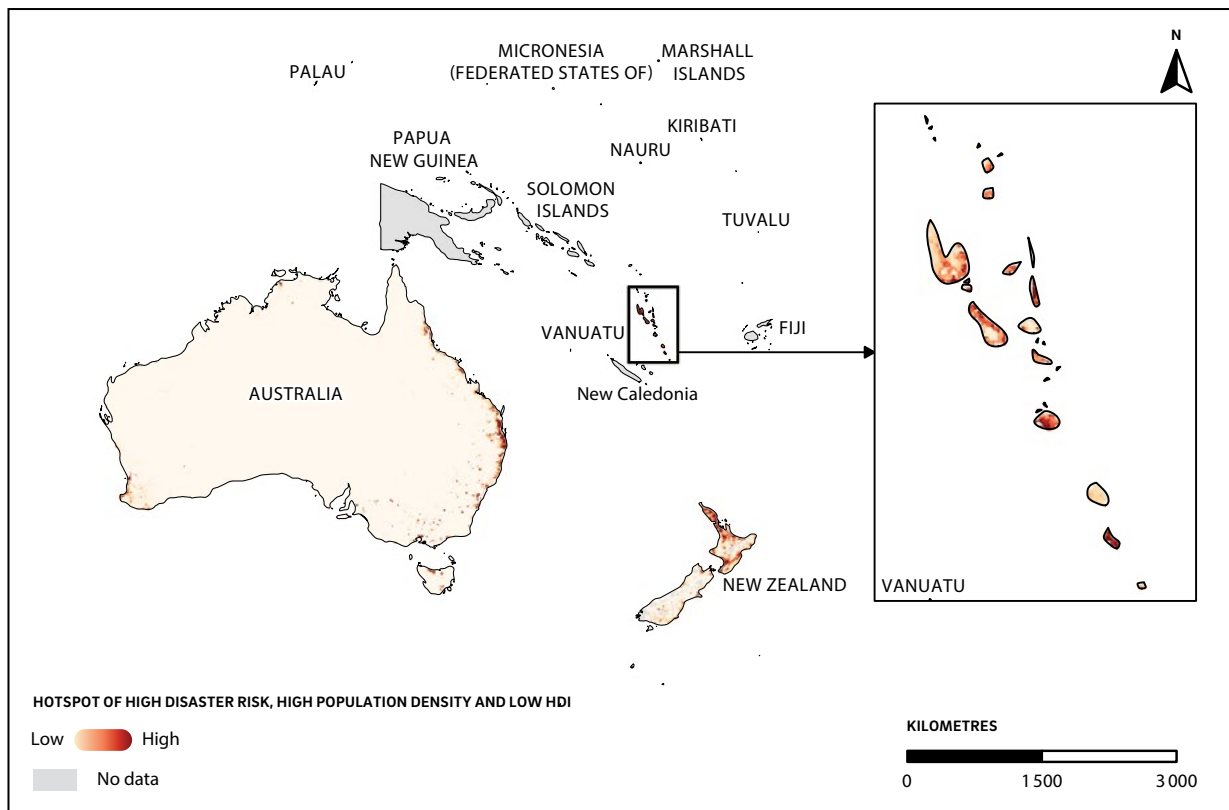 N
MICRONESIA
(FEDERATED STATES OF)
MARSHALL
ISLANDS
PALAU
KIRIBATI
PAPUA
NEW GUINEA
NAURU
SOLOMON
ISLANDS
TUVALU
VANUATU
FIJI
New Caledonia
AUSTRALIA
NEW ZEALAND
VANUATU
HOTSPOT OF HIGH DISASTER RISK, HIGH POPULATION DENSITY AND LOW HDI
Low High
No data
KILOMETRES
0 1 500 3 000